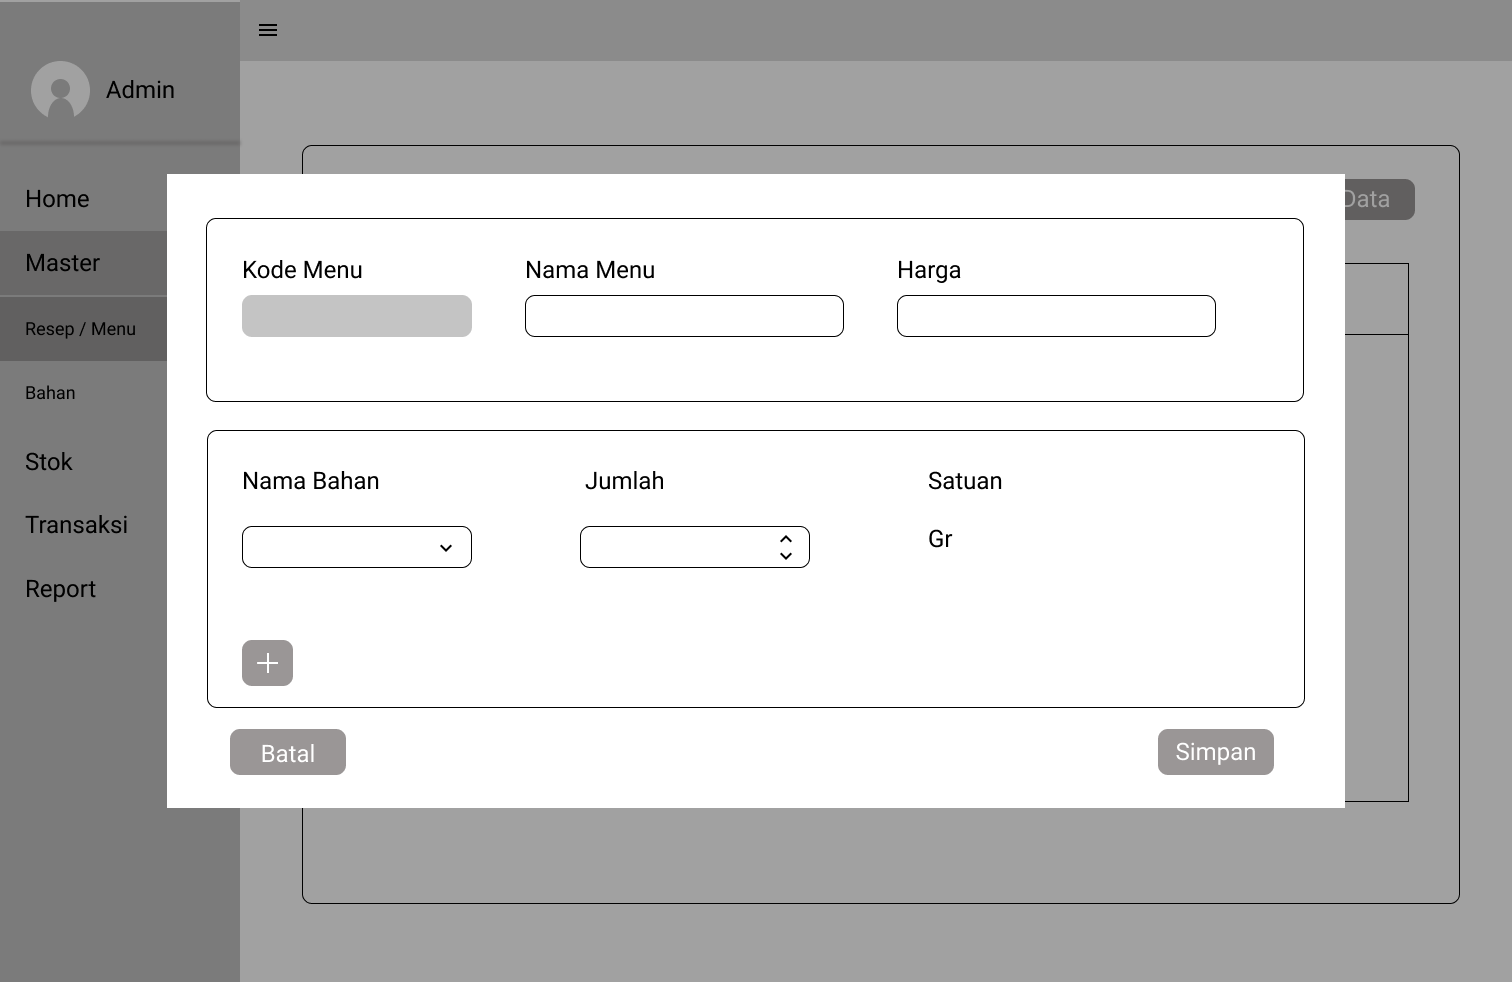 Admin
Home
Master
Resep / Menu
Bahan
Stok
Transaksi
Report
Data
Kode Menu
Nama Menu
Harga
Nama Bahan
Jumlah
Satuan
Gr
Batal
Simpan